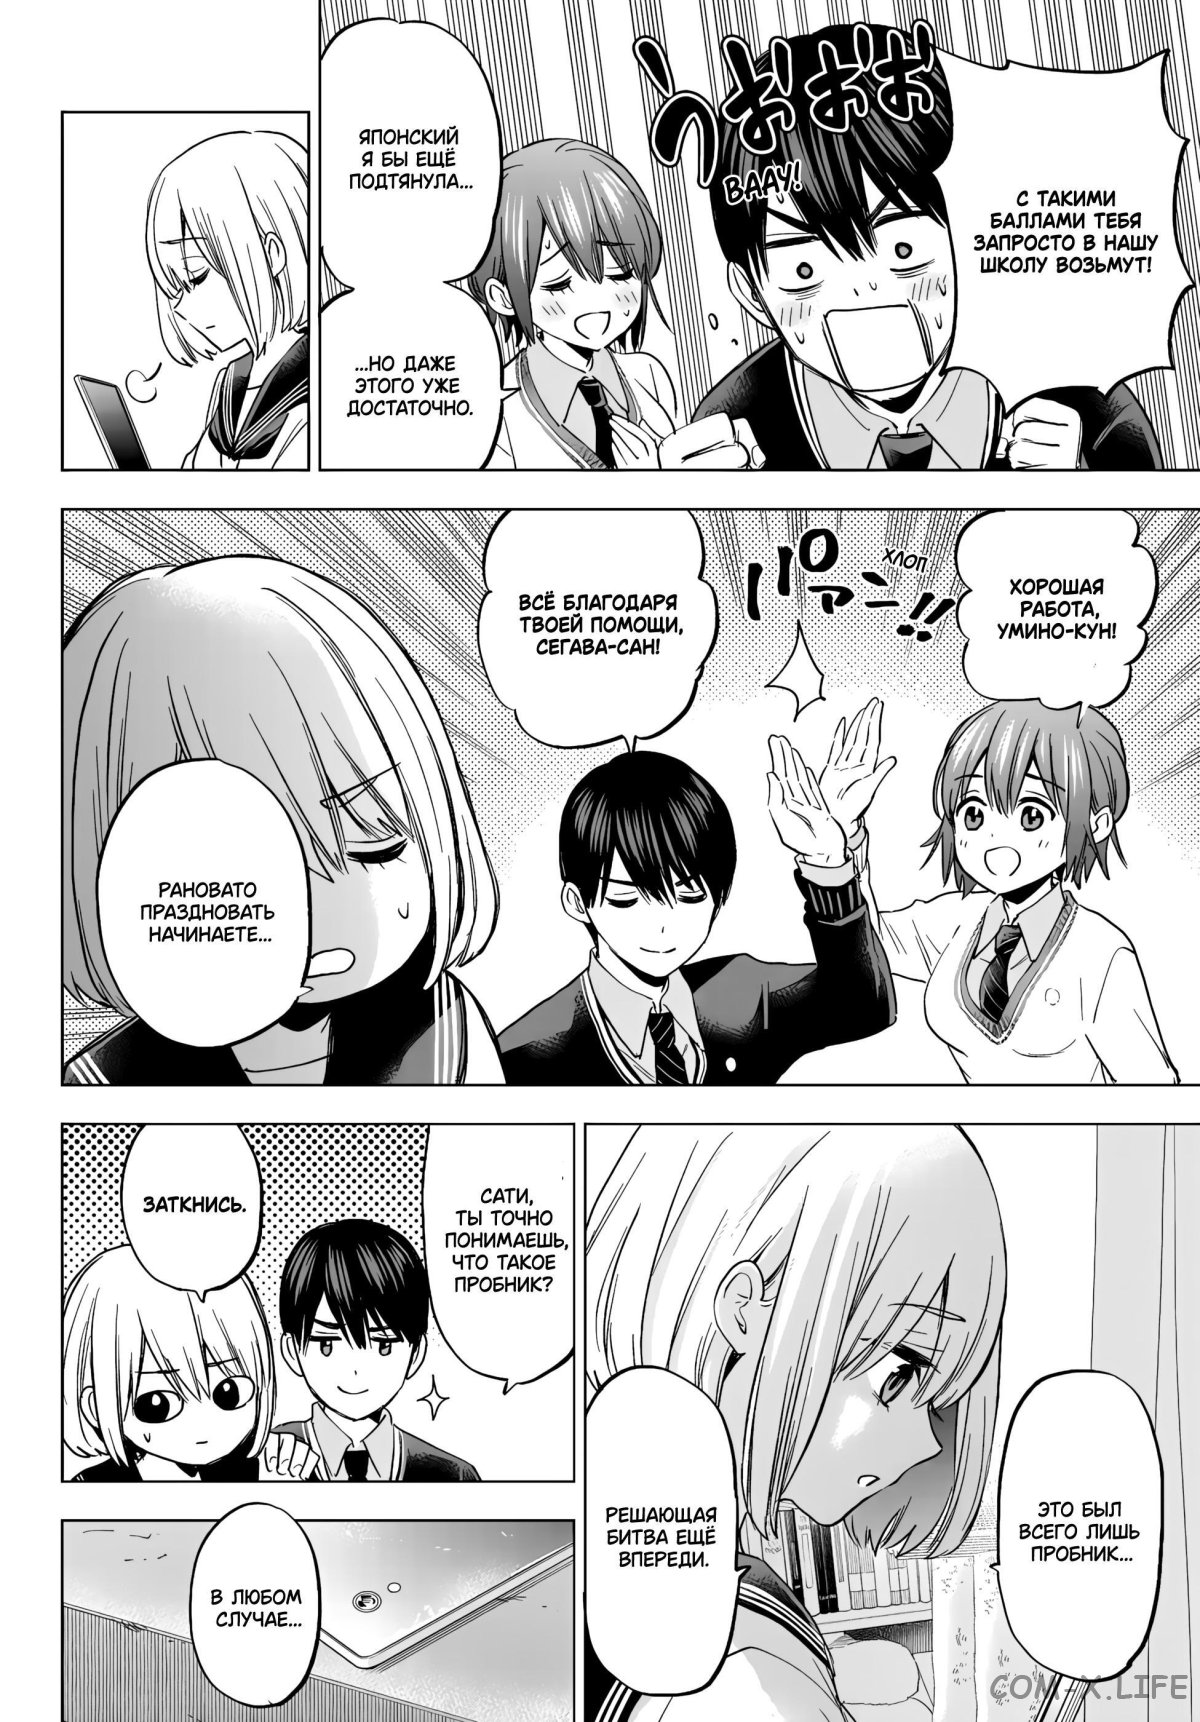 С ТАКИМИ
БАЛЛАМИ ТЕБЯ
ЗАПРОСТО В НАШУ
ШКОЛУ ВОЗЬМУТ!
うおおおお
ВААУ!
ЯПОНСКИЙ
Я БЫ ЕЩЁ
ПОДТЯНУЛА...
...НО ДАЖЕ
ЭТОГО УЖЕ
ДОСТАТОЧНО.
ХОРОШАЯ
РАБОТА,
УМИНО-КУН!
ХЛОП
パァンー!!
ВСЁ БЛАГОДАРЯ
ТВОЕЙ ПОМОЩИ,
СЕГАВА-САН!
РАНОВАТО
ПРАЗДНОВАТЬ
НАЧИНАЕТЕ...
ЭТО БЫЛ
ВСЕГО ЛИШЬ
ПРОБНИК...
РЕШАЮЩАЯ
БИТВА ЕЩЁ
ВПЕРЕДИ.
САТИ,
ТЫ ТОЧНО
ПОНИМАЕШЬ,
ЧТО ТАКОЕ
ПРОБНИК?
ЗАТКНИСЬ.
В ЛЮБОМ
СЛУЧАЕ...
COM-X.LIFE